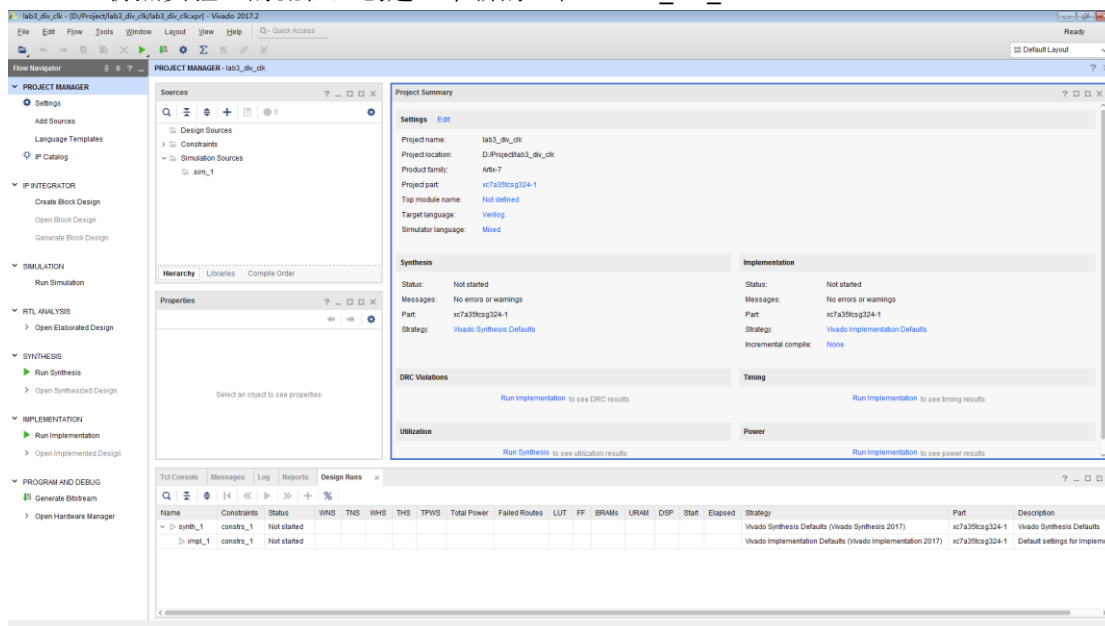 lab3_div_clk - [D:/Project/lab3_div_clk/lab3_div_clk.xpr] - Vivado 2017.2
File Edit Flow Tools Window Layout View Help Quick Access
Ready
Default Layout
Flow Navigator
PROJECT MANAGER - lab3_div_clk
PROJECT MANAGER
Settings
Add Sources
Language Templates
IP Catalog
IP INTEGRATOR
Create Block Design
Open Block Design
Generate Block Design
SIMULATION
Run Simulation
RTL ANALYSIS
Open Elaborated Design
SYNTHESIS
Run Synthesis
Open Synthesized Design
IMPLEMENTATION
Run Implementation
Open Implemented Design
PROGRAM AND DEBUG
Generate Bitstream
Open Hardware Manager
Sources
Design Sources
Constraints
Simulation Sources
sim_1
Hierarchy Libraries Compile Order
Properties
Select an object to see properties
Project Summary
Settings Edit
Project name: lab3_div_clk
Project location: D:/Project/lab3_div_clk
Product family: Artix-7
Project part: xc7a35tcsg324-1
Top module name: Not defined
Target language: Verilog
Simulator language: Mixed
Synthesis
Status: Not started
Messages: No errors or warnings
Part: xc7a35tcsg324-1
Strategy: Vivado Synthesis Defaults
Implementation
Status: Not started
Messages: No errors or warnings
Part: xc7a35tcsg324-1
Strategy: Vivado Implementation Defaults
Incremental compile: None
DRC Violations
Run Implementation to see DRC results
Timing
Run Implementation to see timing results
Utilization
Run Synthesis to see utilization results
Power
Run Implementation to see power results
Tcl Console Messages Log Reports Design Runs
Name Constraints Status WNS TNS WHS THS TPWS Total Power Failed Routes LUT FF BRAMs URAM DSP Start Elapsed Strategy Part Description
synth_1 constrs_1 Not started Vivado Synthesis Defaults (Vivado Synthesis 2017) xc7a35tcsg324-1 Vivado Synthesis Defaults
impl_1 constrs_1 Not started Vivado Implementation Defaults (Vivado Implementation 2017) xc7a35tcsg324-1 Default settings for Implem